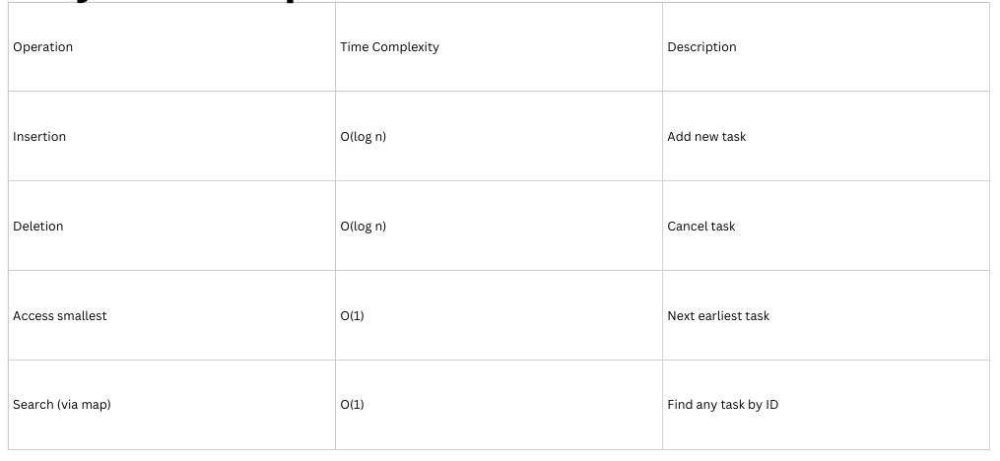 Operation Time Complexity Description
Insertion O(log n) Add new task
Deletion O(log n) Cancel task
Access smallest O(1) Next earliest task
Search (via map) O(1) Find any task by ID